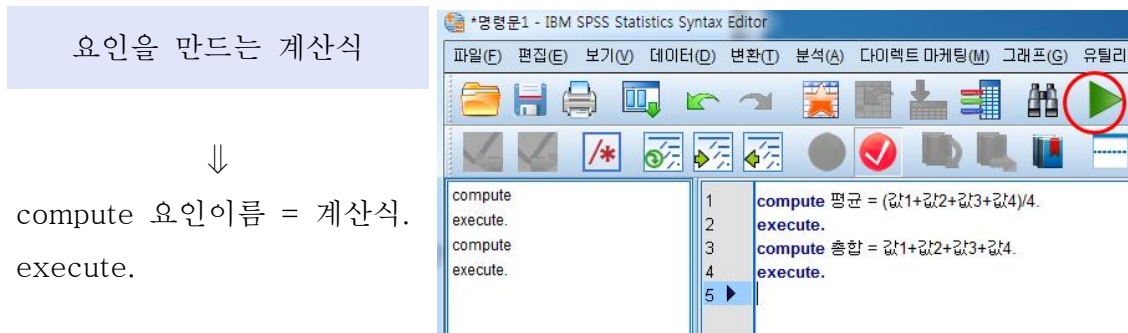 요인을 만드는 계산식
⇓
compute 요인이름 = 계산식.
execute.
*명령문1 - IBM SPSS Statistics Syntax Editor
파일(F) 편집(E) 보기(V) 데이터(D) 변환(T) 분석(A) 다이렉트 마케팅(M) 그래프(G) 유틸리
/*
compute
execute.
compute
execute.
1 compute 평균 = (값1+값2+값3+값4)/4.
2 execute.
3 compute 총합 = 값1+값2+값3+값4.
4 execute.
5